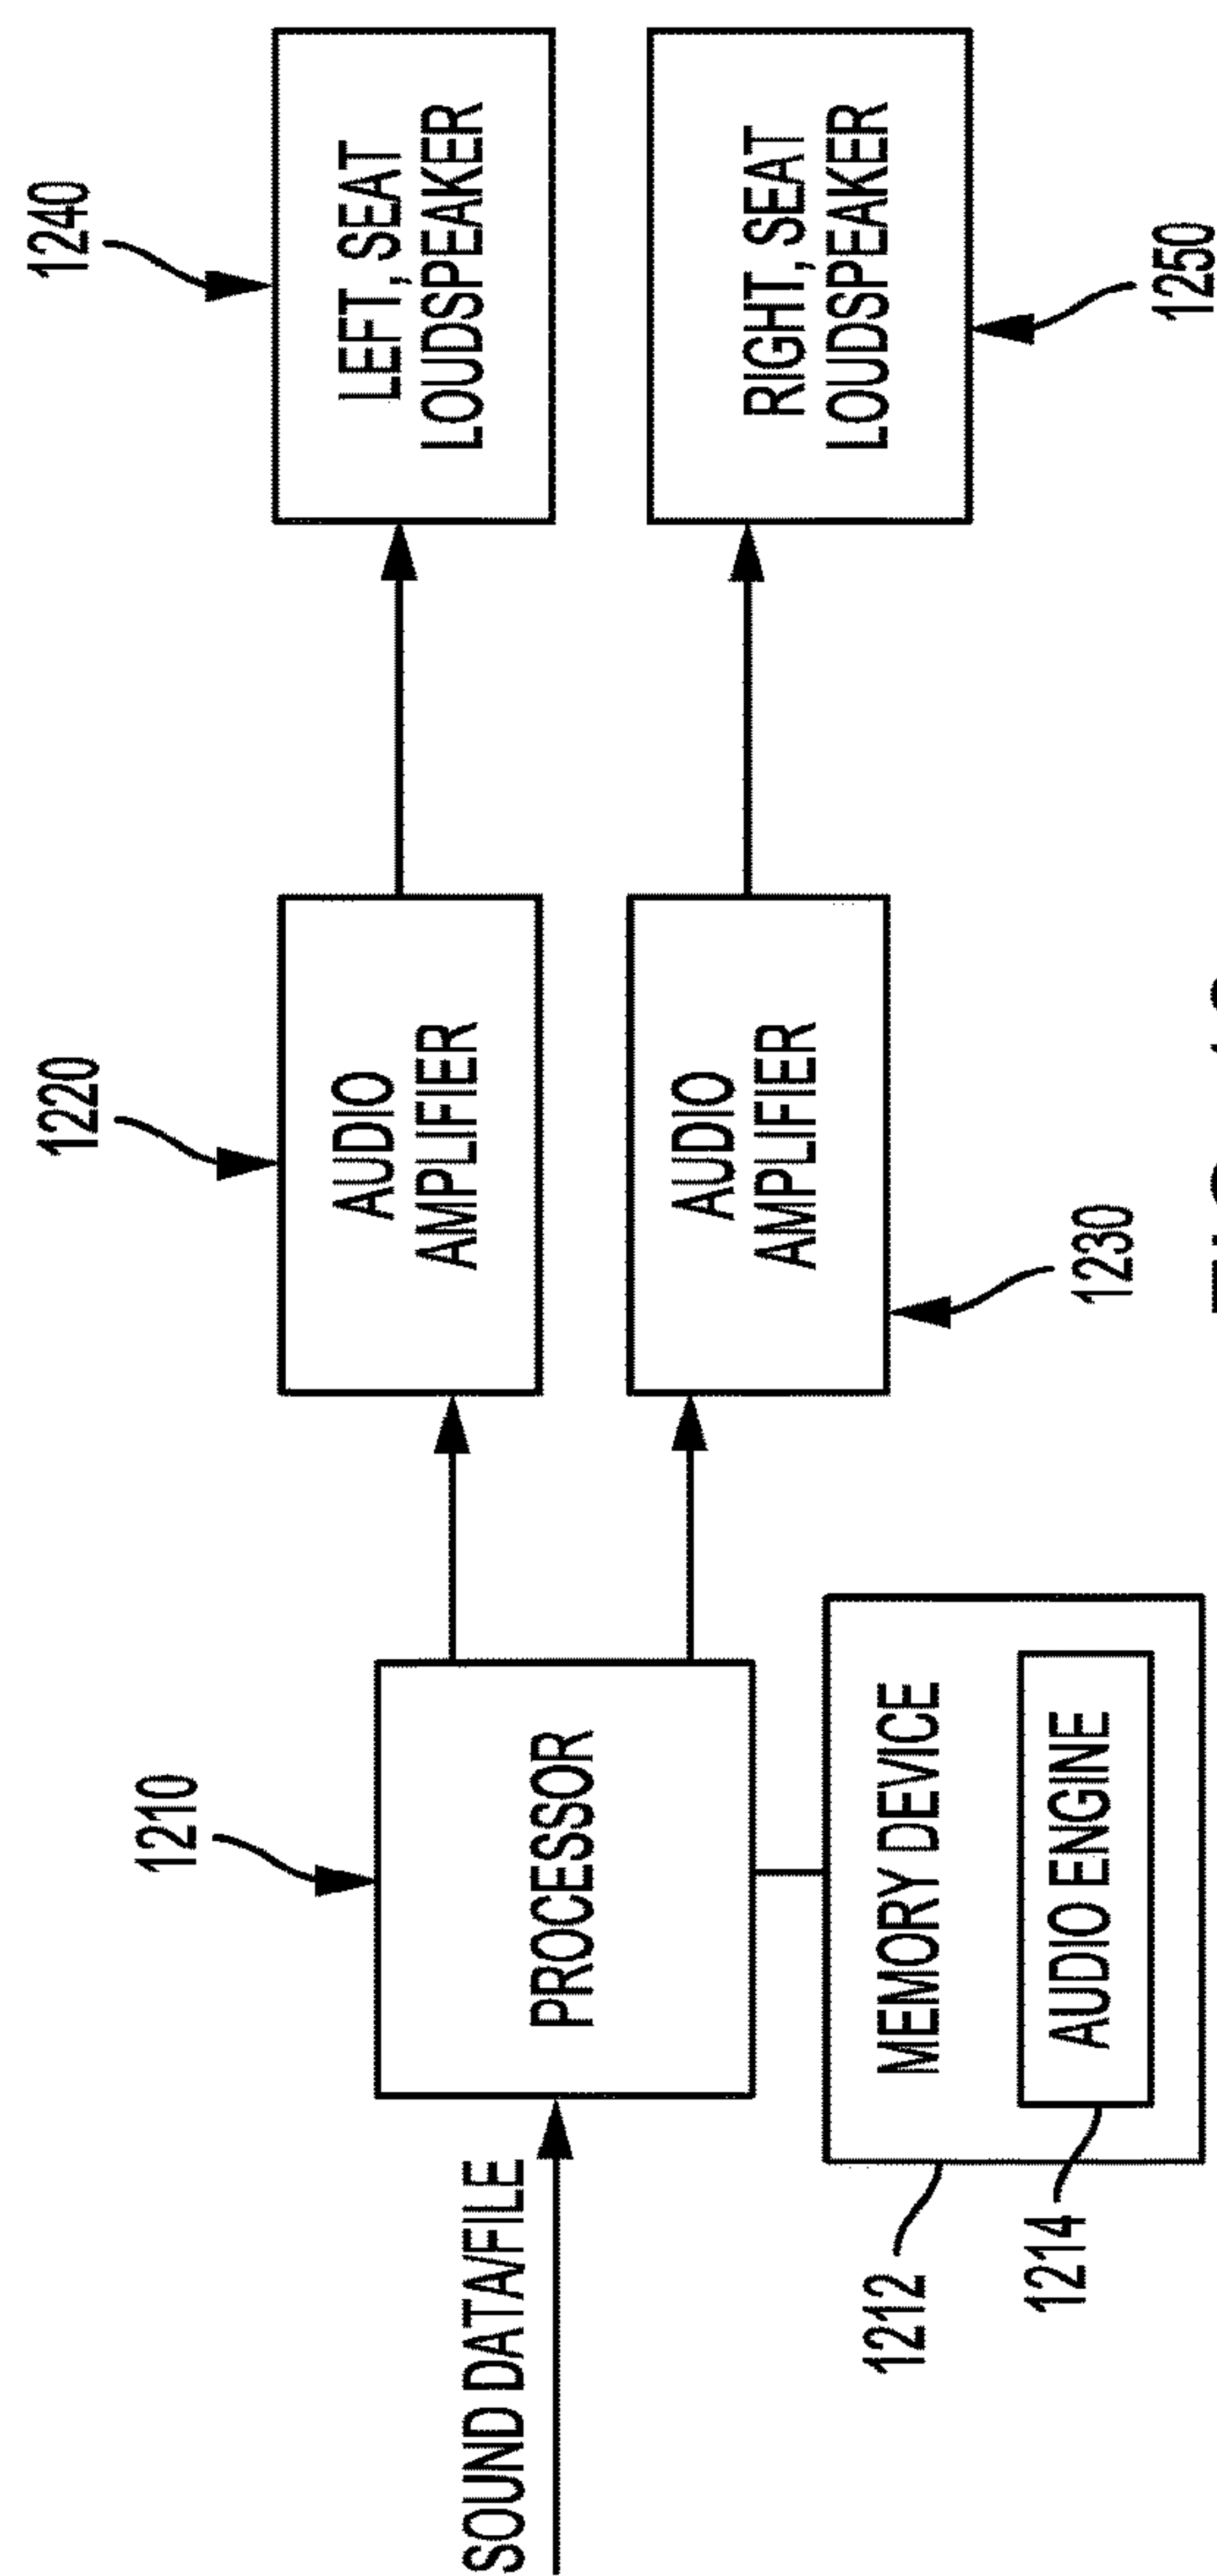 1240
LEFT, SEAT
LOUDSPEAKER
1220
AUDIO
AMPLIFIER
1210
PROCESSOR
SOUND DATA/FILE
RIGHT, SEAT
LOUDSPEAKER
1250
AUDIO
AMPLIFIER
1230
MEMORY DEVICE
AUDIO ENGINE
1212
1214